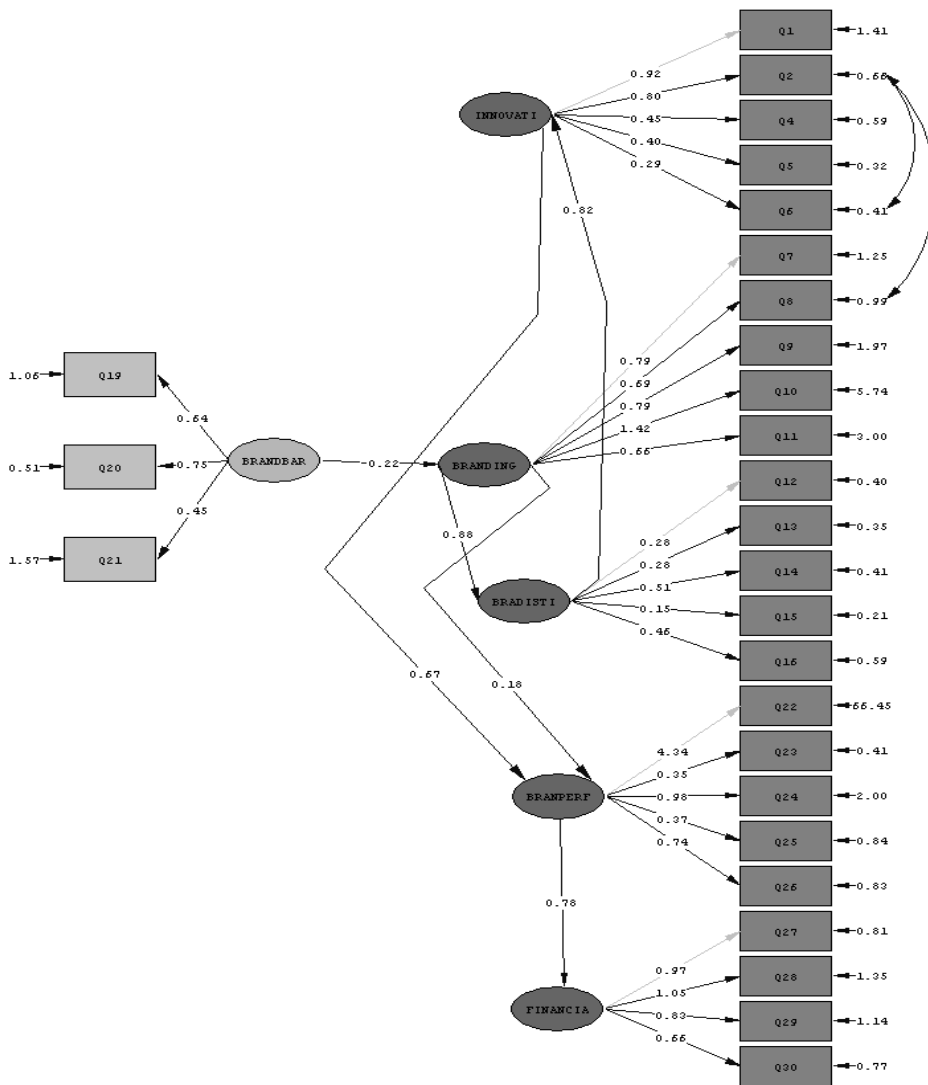 Q1 1.41
0.92
Q2 0.66
0.80
INNOVATI
0.45 Q4 0.59
0.40
Q5 0.32
0.29
Q6 0.41
0.82
Q7 1.25
Q8 0.99
Q9 1.97
0.79
1.06 Q19
0.69
0.79
Q10 5.74
0.64
1.42
Q11 3.00
0.66
0.51 Q20 0.75 BRANDBAR 0.22 BRANDING
Q12 0.40
0.45
Q13 0.35
0.88
0.28
1.57 Q21
0.28
Q14 0.41
0.51
BRADISTI
0.15 Q15 0.21
0.46
Q16 0.59
0.67
0.18
Q22 66.45
4.34
Q23 0.41
0.35
BRANPERF
0.98 Q24 2.00
0.37
Q25 0.84
0.74
Q26 0.83
0.78
Q27 0.81
0.97
Q28 1.35
1.05
FINANCIA
0.83
Q29 1.14
0.66
Q30 0.77